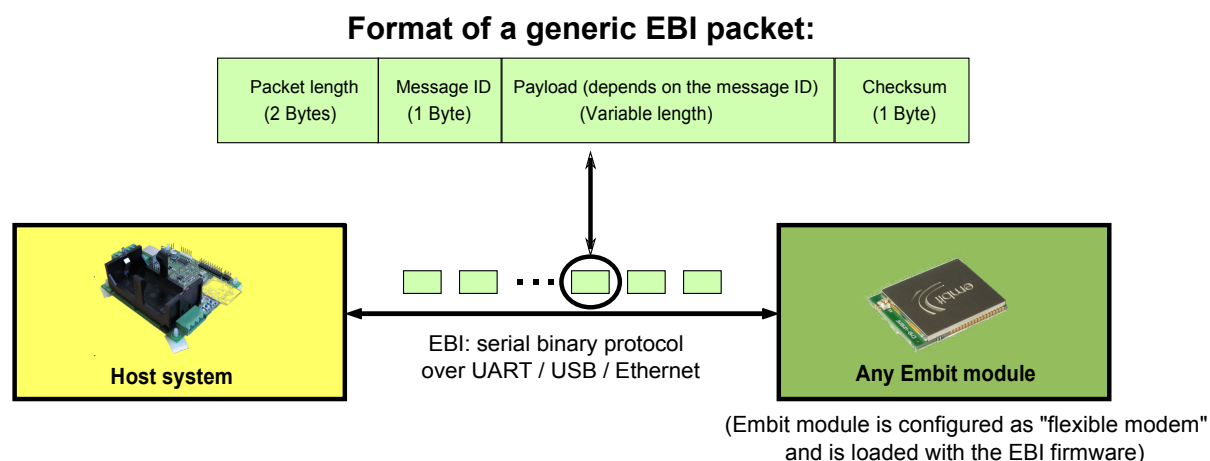 Format of a generic EBI packet:
Packet length
(2 Bytes)
Message ID
(1 Byte)
Payload (depends on the message ID)
(Variable length)
Checksum
(1 Byte)
embit
EBI: serial binary protocol
over UART / USB / Ethernet
Host system
Any Embit module
(Embit module is configured as "flexible modem"
and is loaded with the EBI firmware)